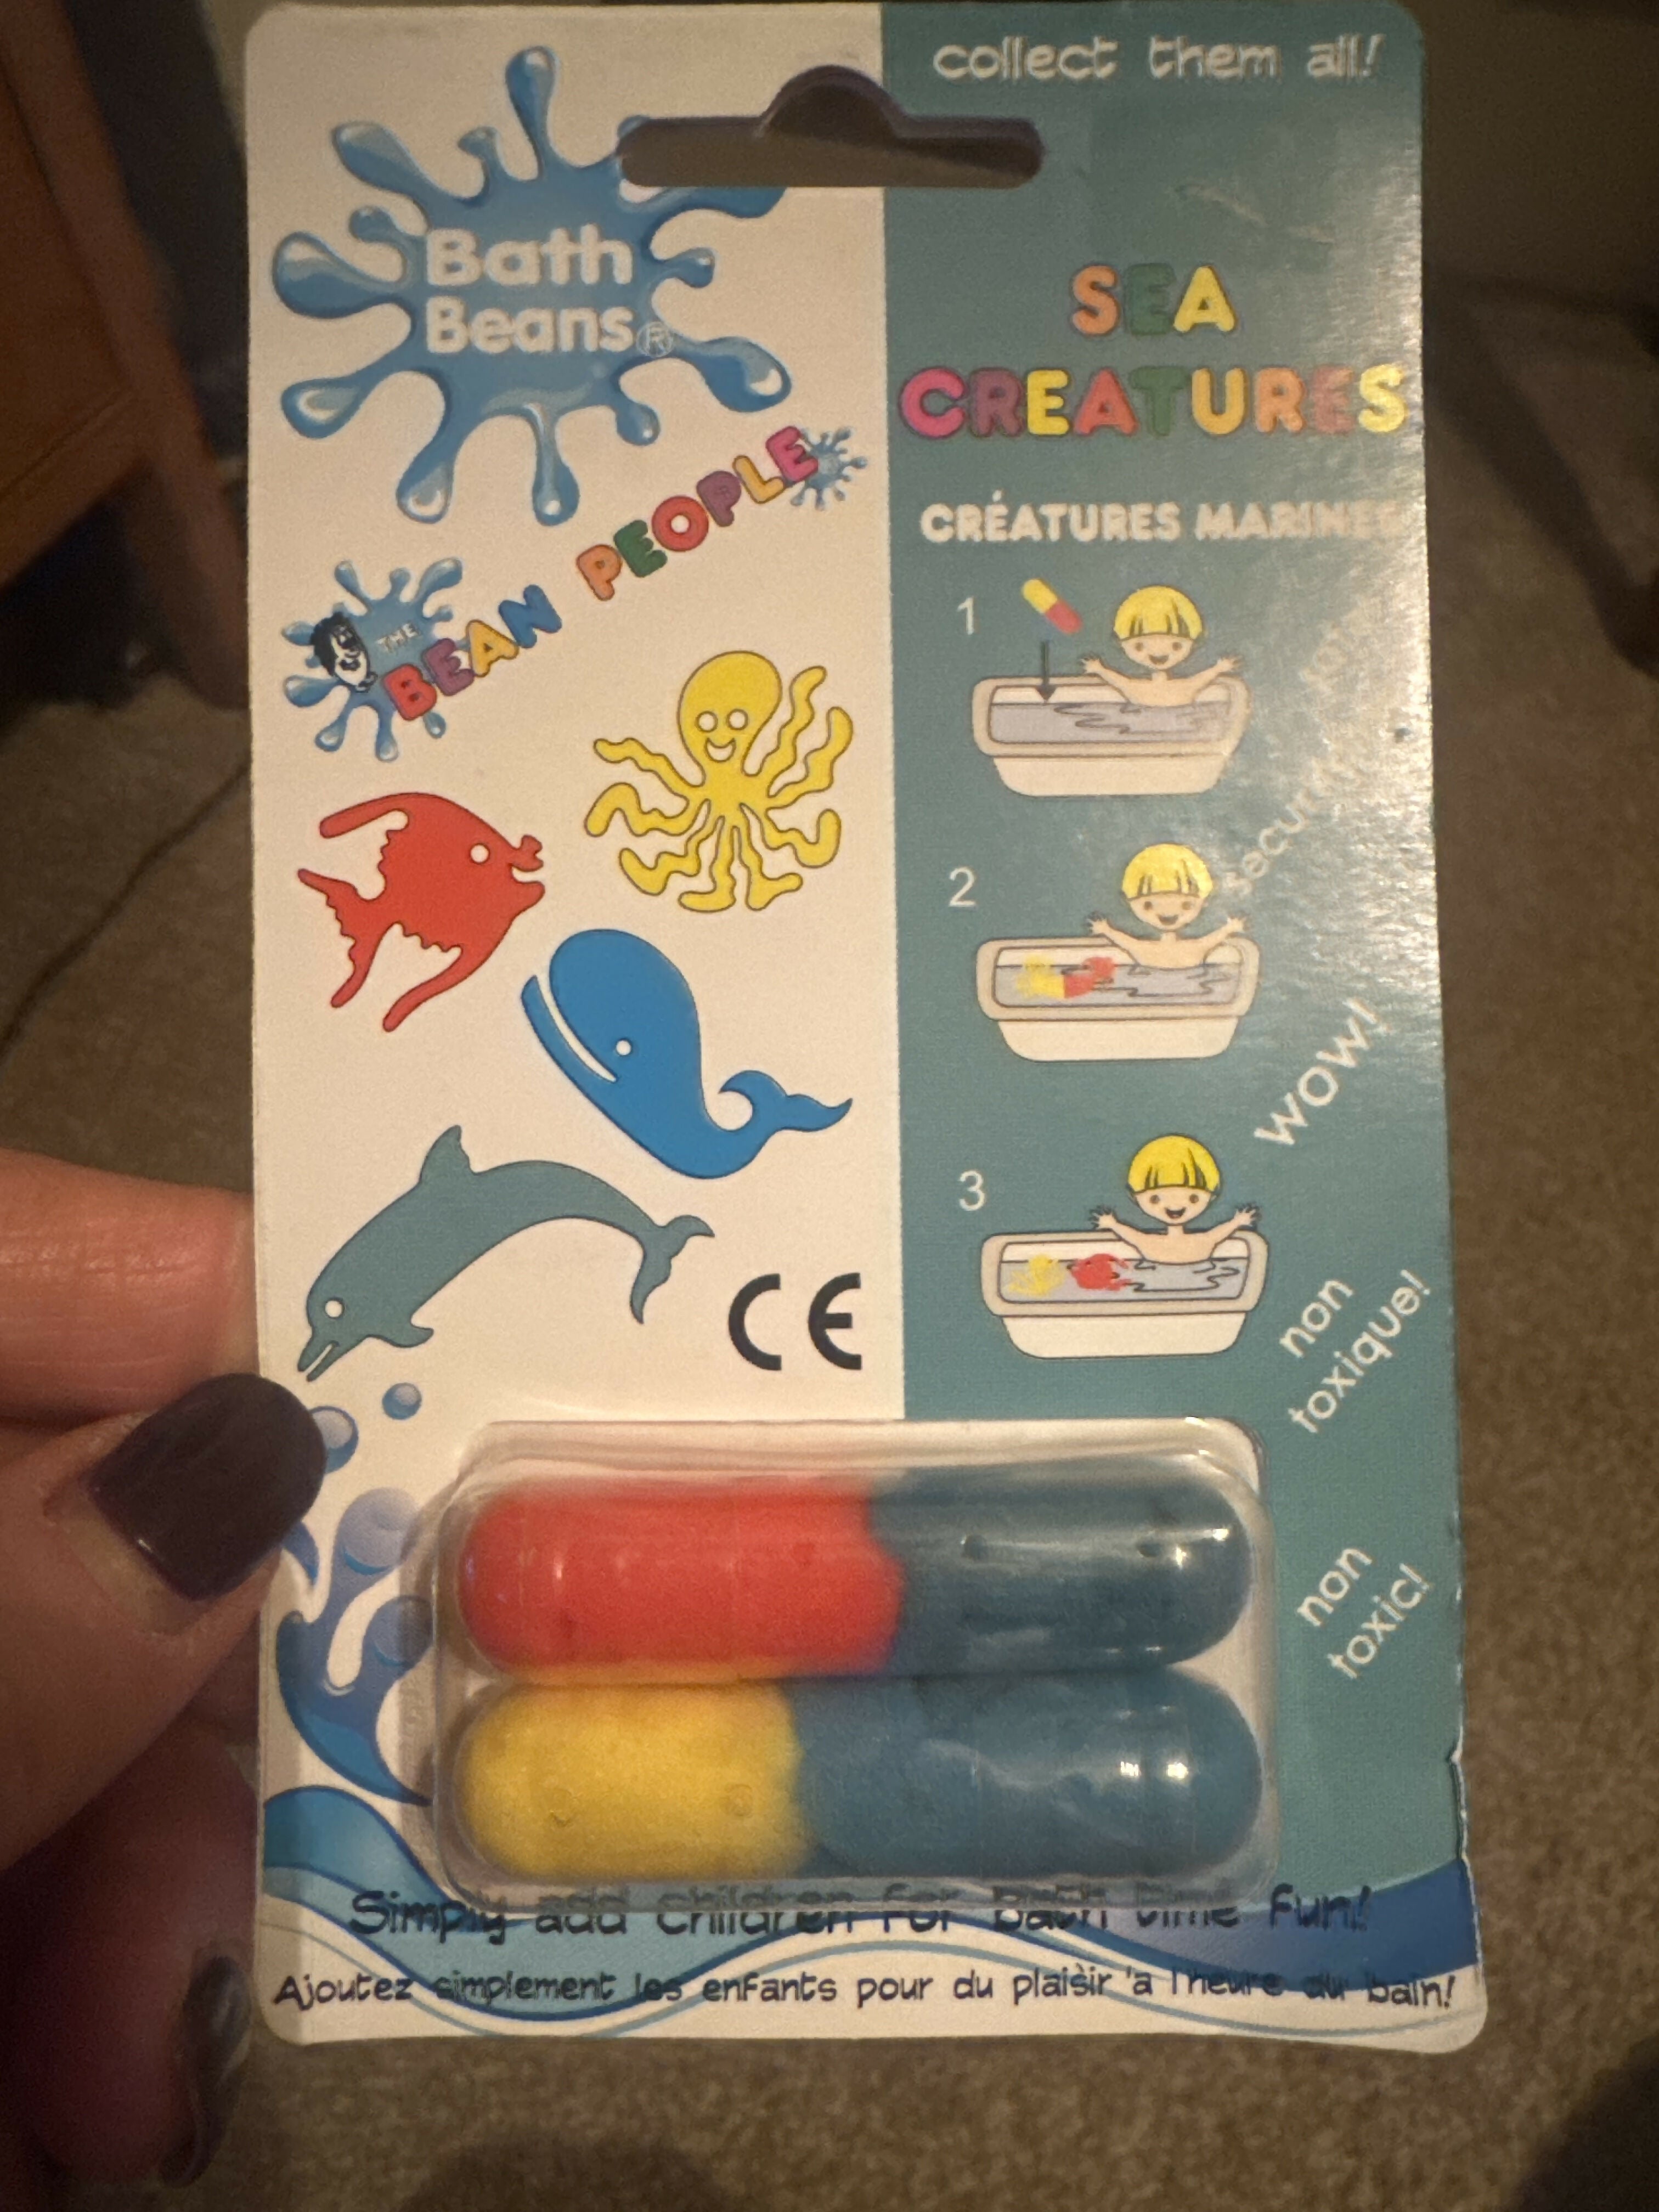 collect them all!
Bath
Beans®
SEA
CREATURES
CRÉATURES MARINES
THE
BEAN PEOPLE
1
2
WOW!
3
CE
non
toxique!
non
toxic!
Simply add children for bath time fun!
Ajoutez simplement les enfants pour du plaisir 'a l'heure du bain!